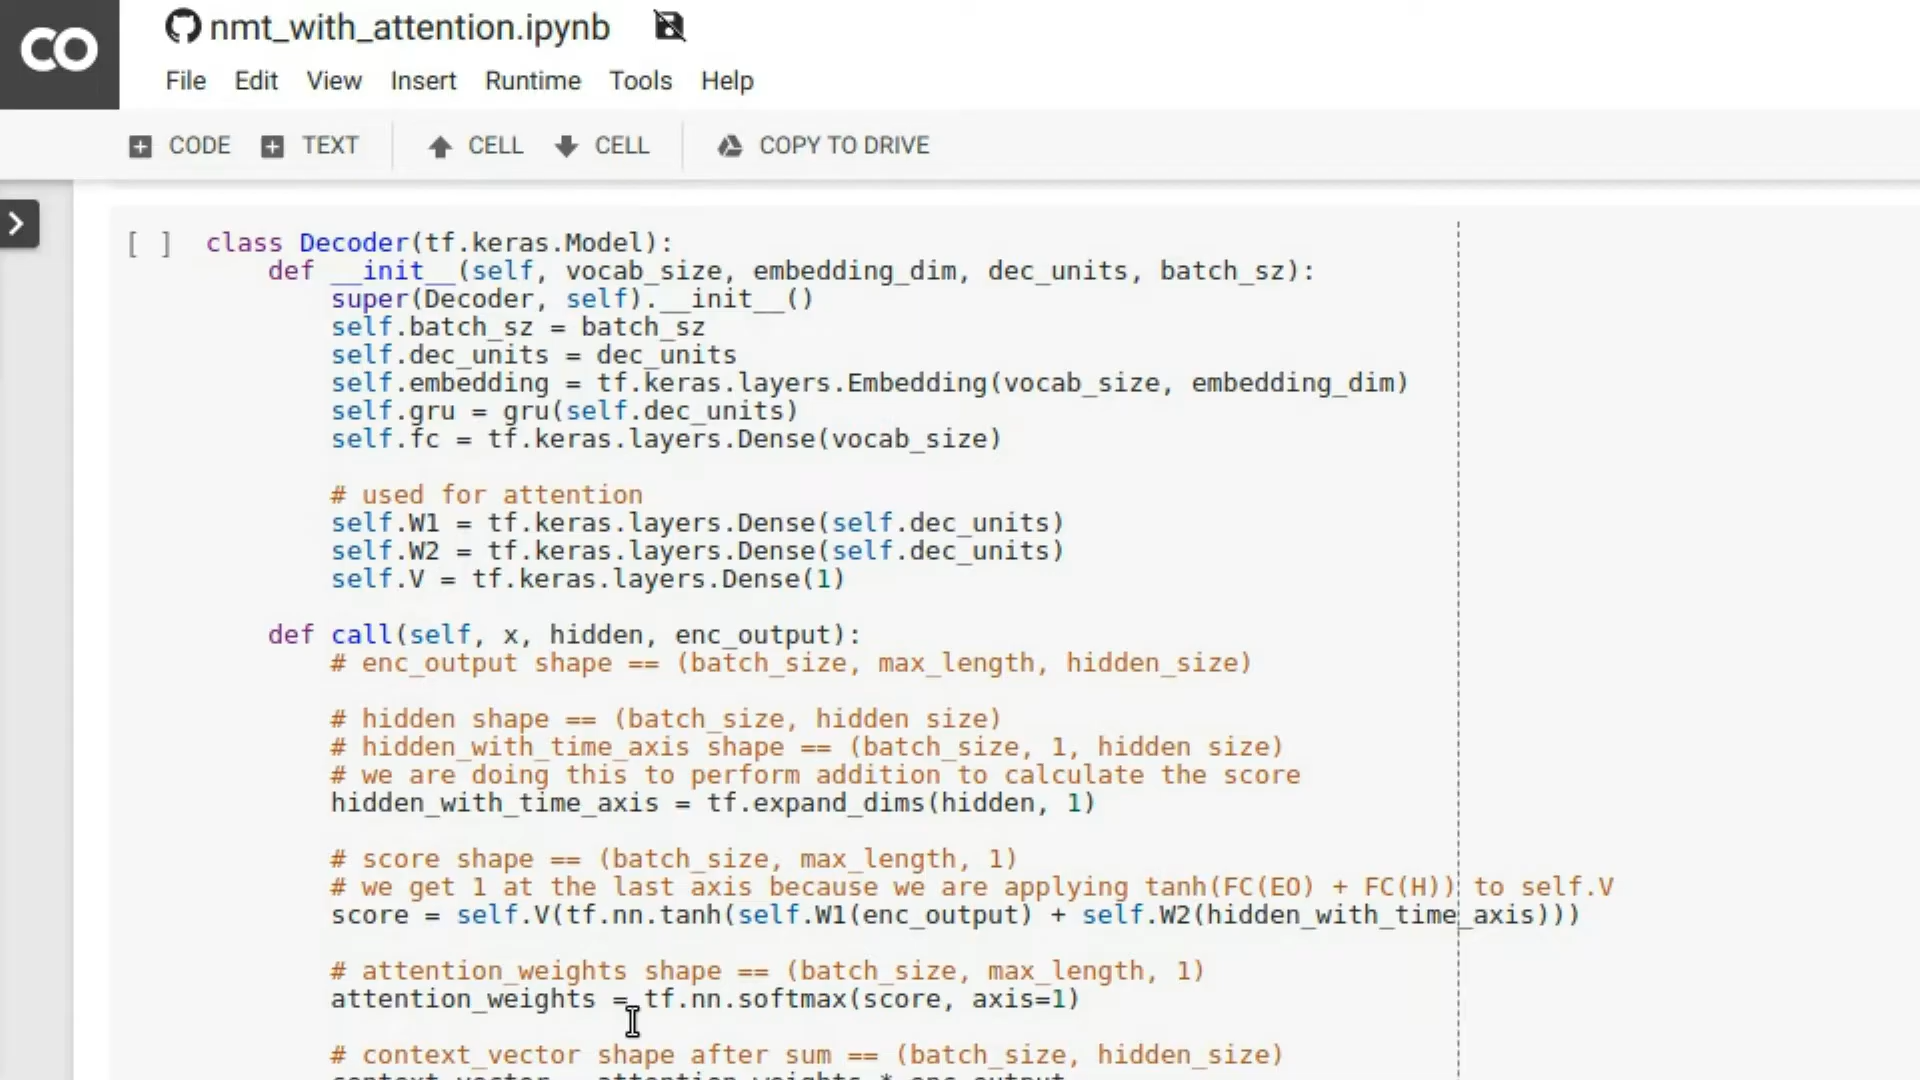 CO
nmt_with_attention.ipynb
File Edit View Insert Runtime Tools Help
CODE TEXT CELL CELL COPY TO DRIVE
[ ] class Decoder(tf.keras.Model):
def __init__(self, vocab_size, embedding_dim, dec_units, batch_sz):
super(Decoder, self).__init__()
self.batch_sz = batch_sz
self.dec_units = dec_units
self.embedding = tf.keras.layers.Embedding(vocab_size, embedding_dim)
self.gru = gru(self.dec_units)
self.fc = tf.keras.layers.Dense(vocab_size)
# used for attention
self.W1 = tf.keras.layers.Dense(self.dec_units)
self.W2 = tf.keras.layers.Dense(self.dec_units)
self.V = tf.keras.layers.Dense(1)
def call(self, x, hidden, enc_output):
# enc_output shape == (batch_size, max_length, hidden_size)
# hidden shape == (batch_size, hidden size)
# hidden_with_time_axis shape == (batch_size, 1, hidden size)
# we are doing this to perform addition to calculate the score
hidden_with_time_axis = tf.expand_dims(hidden, 1)
# score shape == (batch_size, max_length, 1)
# we get 1 at the last axis because we are applying tanh(FC(EO) + FC(H)) to self.V
score = self.V(tf.nn.tanh(self.W1(enc_output) + self.W2(hidden_with_time_axis)))
# attention_weights shape == (batch_size, max_length, 1)
attention_weights = tf.nn.softmax(score, axis=1)
# context_vector shape after sum == (batch_size, hidden_size)
context_vector = attention_weights * enc_output